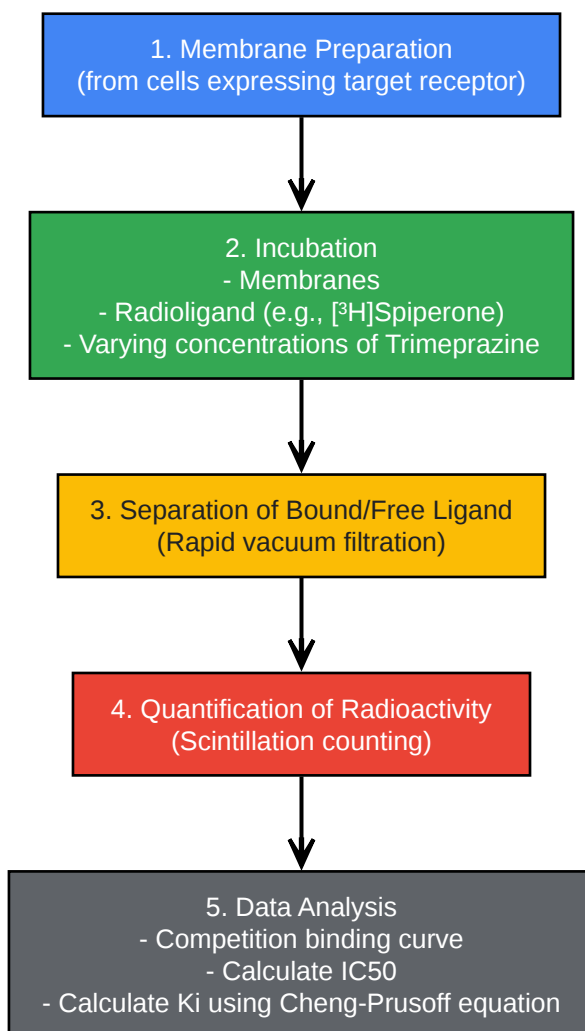 1. Membrane Preparation
(from cells expressing target receptor)
2. Incubation
- Membranes
- Radioligand (e.g., [³H]Spiperone)
- Varying concentrations of Trimeprazine
3. Separation of Bound/Free Ligand
(Rapid vacuum filtration)
4. Quantification of Radioactivity
(Scintillation counting)
5. Data Analysis
- Competition binding curve
- Calculate IC50
- Calculate Ki using Cheng-Prusoff equation